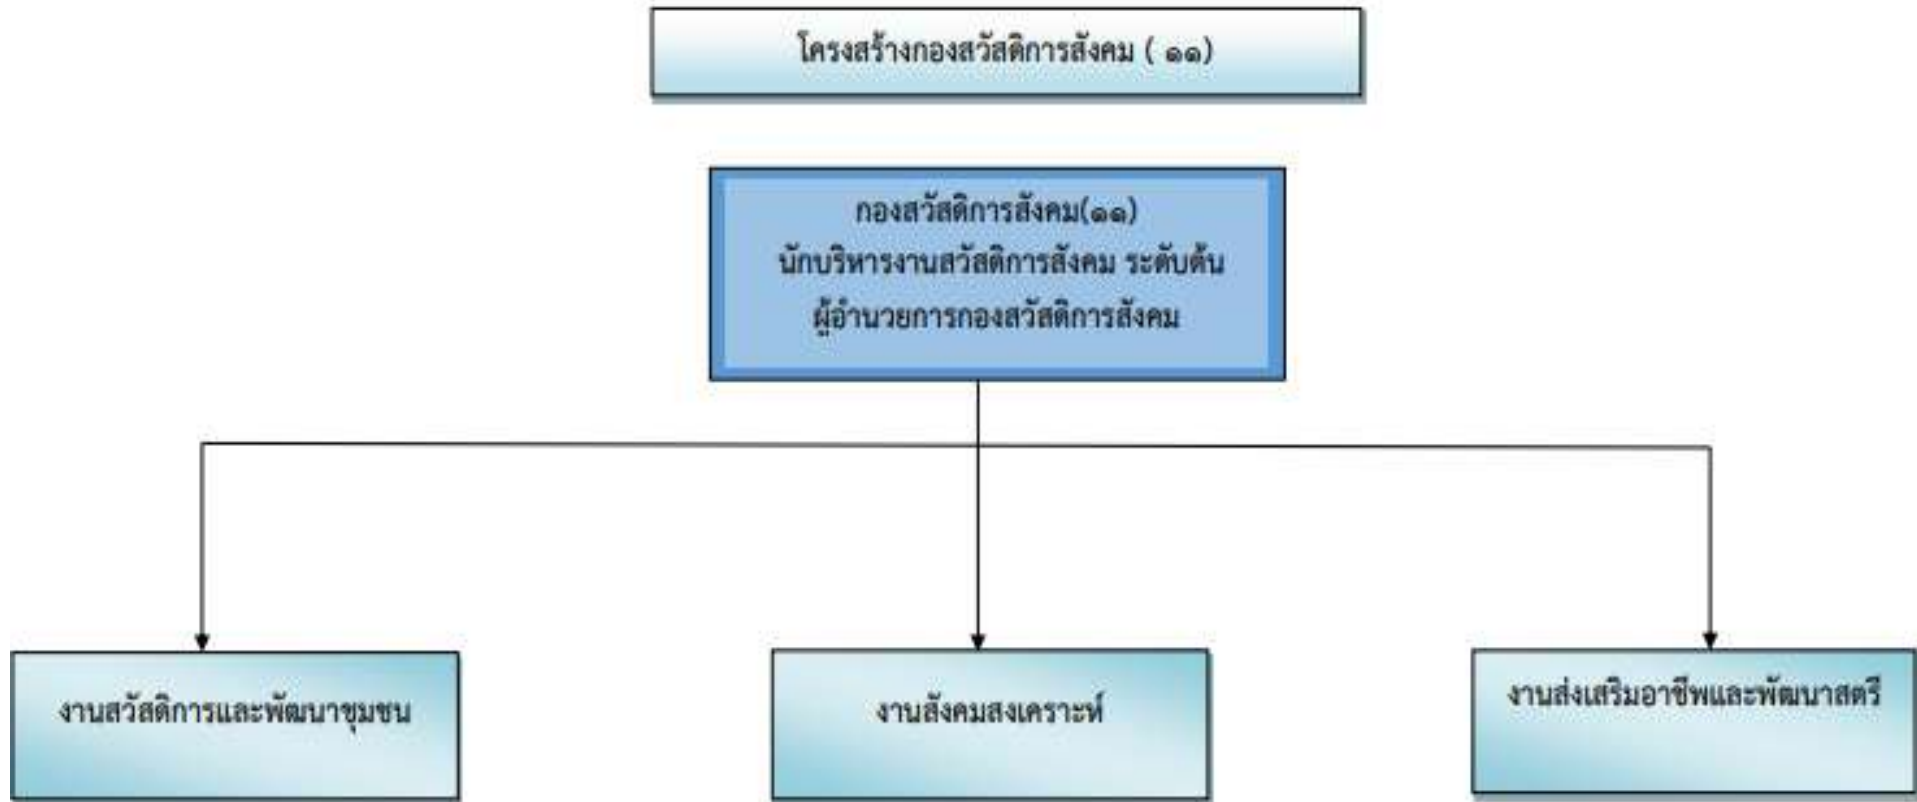 โครงสร้างกองสวัสดิการสังคม ( ๑๑)
กองสวัสดิการสังคม(๑๑)
นักบริหารงานสวัสดิการสังคม ระดับต้น
ผู้อำนวยการกองสวัสดิการสังคม
งานสวัสดิการและพัฒนาชุมชน
งานสังคมสงเคราะห์
งานส่งเสริมอาชีพและพัฒนาสตรี